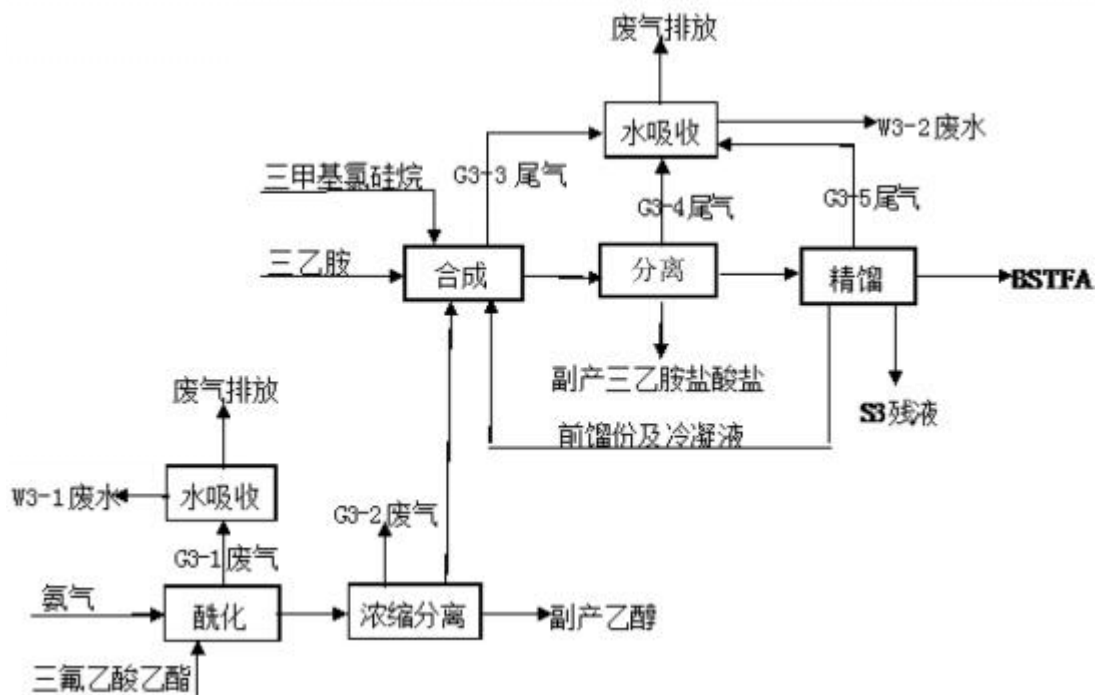 废气排放
水吸收
W3-2废水
三甲基氯硅烷
G3-3 尾气
G3-4尾气
G3-5尾气
三乙胺
合成
分离
精馏
BSTFA
副产三乙胺盐酸盐
S3残液
前馏份及冷凝液
废气排放
W3-1废水
水吸收
G3-2废气
G3-1废气
氨气
酰化
浓缩分离
副产乙醇
三氟乙酸乙酯